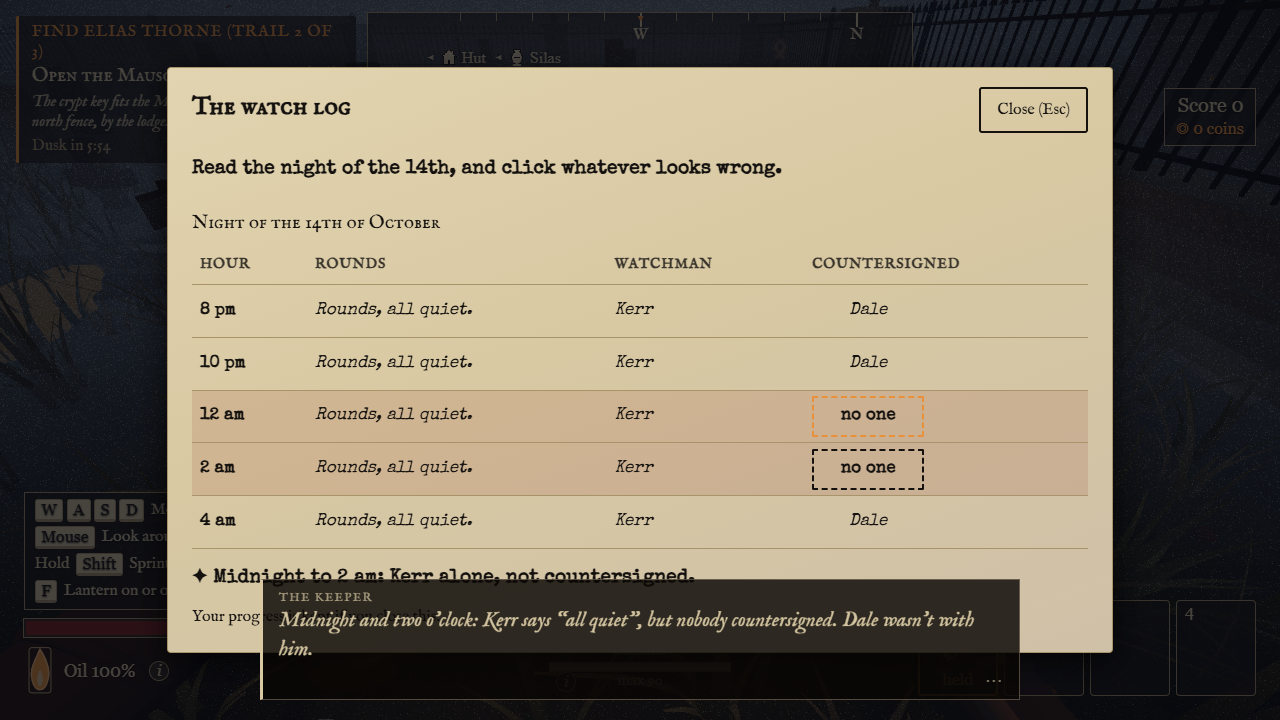 FIND ELIAS THORNE (TRAIL 2 OF
3)
OPEN THE MAUS
The crypt key fits the M
north fence, by the lodge
Dusk in 5:54
W
N
Hut
Silas
Score 0
0 coins
The watch log
Close (Esc)
Read the night of the 14th, and click whatever looks wrong.
Night of the 14th of October
HOUR ROUNDS WATCHMAN COUNTERSIGNED
8 pm Rounds, all quiet. Kerr Dale
10 pm Rounds, all quiet. Kerr Dale
12 am Rounds, all quiet. Kerr no one
2 am Rounds, all quiet. Kerr no one
4 am Rounds, all quiet. Kerr Dale
✦ Midnight to 2 am: Kerr alone, not countersigned.
Your prog
THE KEEPER
Midnight and two o'clock: Kerr says “all quiet”, but nobody countersigned. Dale wasn't with
him.
...
W A S D M
Mouse Look arou
Hold Shift Sprin
F Lantern on or o
Oil 100% i
held
4